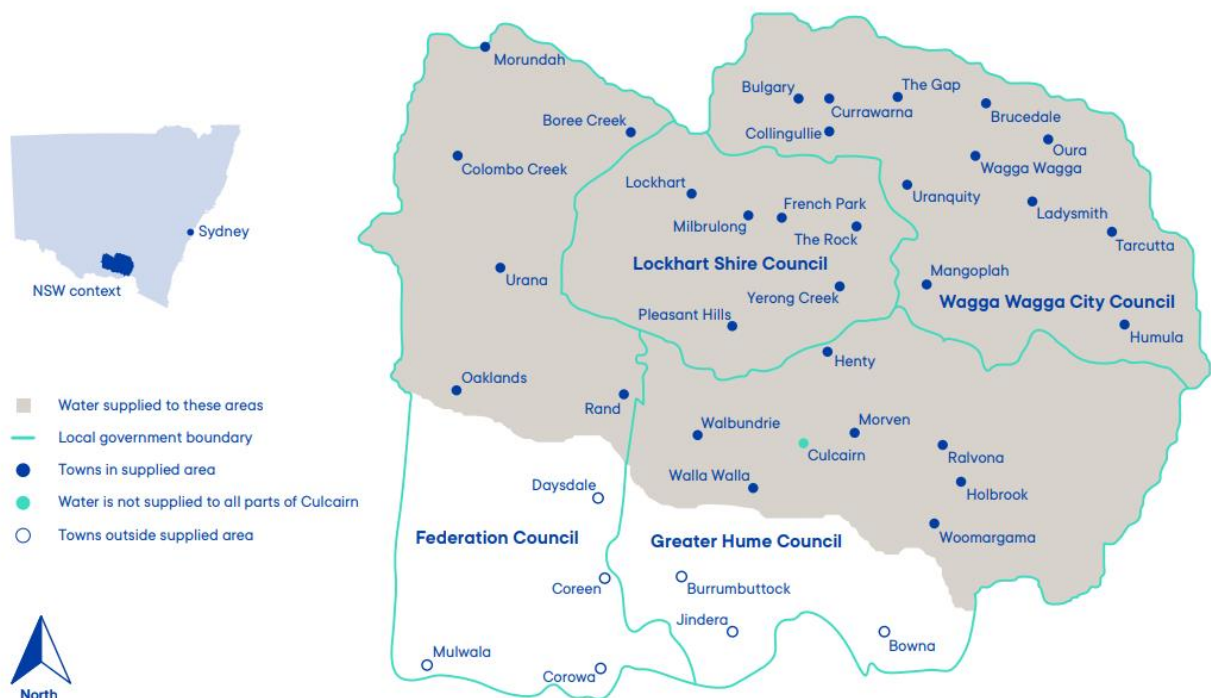 Morundah
Bulgary
The Gap
Currawarna
Brucedale
Boree Creek
Collingullie
Oura
Colombo Creek
Wagga Wagga
Lockhart
French Park
Uranquity
Ladysmith
Milbrulong
The Rock
Tarcutta
Sydney
Lockhart Shire Council
Urana
Mangoplah
NSW context
Yerong Creek
Wagga Wagga City Council
Pleasant Hills
Humula
Henty
Oaklands
Rand
Water supplied to these areas
Local government boundary
Towns in supplied area
Water is not supplied to all parts of Culcairn
Towns outside supplied area
Walbundrie
Morven
Culcairn
Ralvona
Walla Walla
Daysdale
Holbrook
Federation Council
Greater Hume Council
Woomargama
Coreen
Burrumbuttock
Jindera
Bowna
Mulwala
Corowa
North